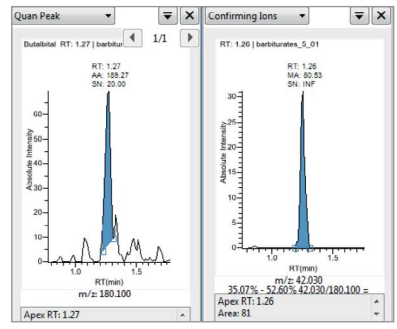 Quan Peak
Butalbital RT: 1.27 | barbitur
1/1
RT: 1.27
AA: 189.27
SN: 20.00
Absolute Intensity
60
50
40
30
20
10
0
1.0 1.5
RT(min)
m/z: 180.100
Apex RT: 1.27
Confirming Ions
RT: 1.26 | barbiturates_5_01
RT: 1.26
MA: 80.53
SN: INF
Absolute Intensity
30
25
20
15
10
5
0
1.0 1.5
RT(min)
m/z: 42.030
35.07% - 52.60% 42.030/180.100 =
Apex RT: 1.26
Area: 81